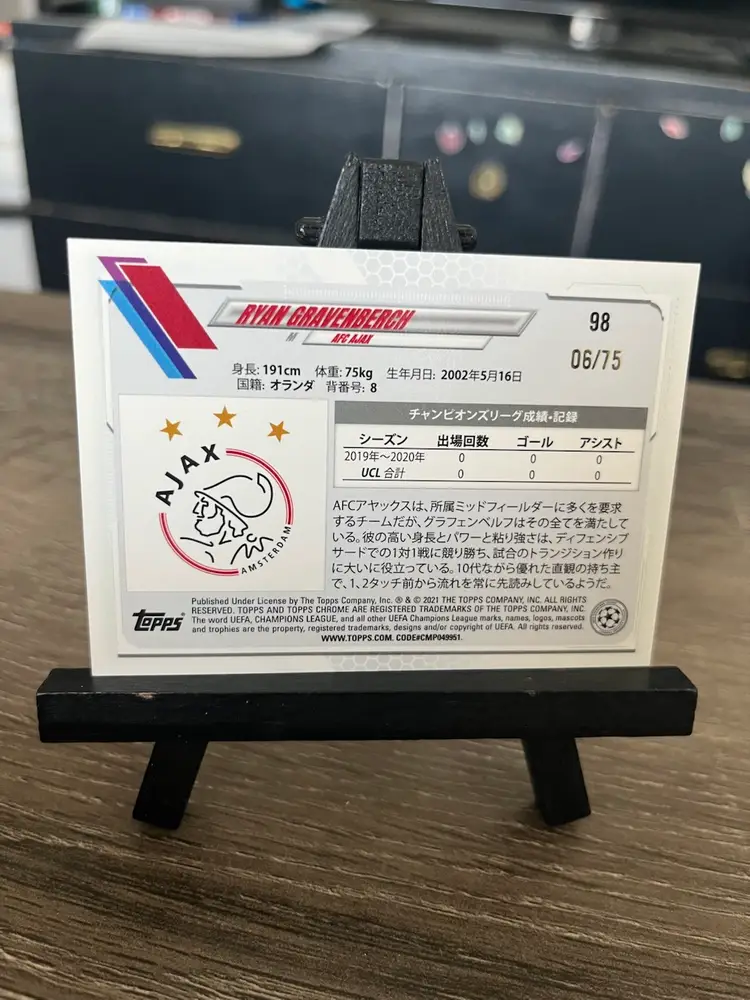 RYAN GRAVENBERCH
M AFC AJAX
98
06/75
身長: 191cm 体重: 75kg 生年月日: 2002年5月16日
国籍: オランダ 背番号: 8
AJAX
AMSTERDAM
チャンピオンズリーグ成績・記録
シーズン 出場回数 ゴール アシスト
2019年〜2020年 0 0 0
UCL 合計 0 0 0
AFCアヤックスは、所属ミッドフィールダーに多くを要求
するチームだが、グラフェンベルフはその全てを満たして
いる。彼の高い身長とパワーと粘り強さは、ディフェンシブ
サードでの1対1戦に競り勝ち、試合のトランジション作り
に大いに役立っている。10代ながら優れた直観の持ち主
で、1、2タッチ前から流れを常に先読みしているようだ。
Topps
Published Under License by The Topps Company, Inc. ® & © 2021 THE TOPPS COMPANY, INC. ALL RIGHTS
RESERVED. TOPPS AND TOPPS CHROME ARE REGISTERED TRADEMARKS OF THE TOPPS COMPANY, INC.
The word UEFA, CHAMPIONS LEAGUE, and all other UEFA Champions League marks, names, logos, mascots
and trophies are the property, registered trademarks, designs and/or copyright of UEFA. All rights reserved.
WWW.TOPPS.COM. CODE#CMP049951.